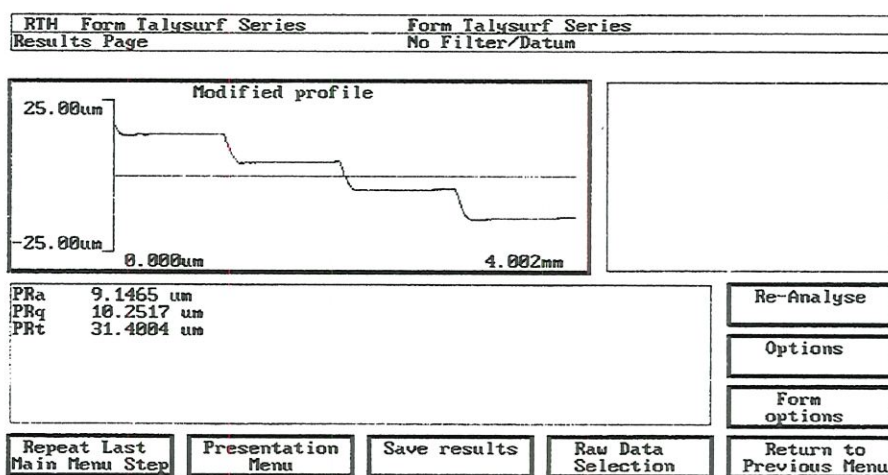 RTH Form Talysurf Series Form Talysurf Series
Results Page No Filter/Datum
Modified profile
25.00um
-25.00um
0.000um 4.002mm
PRa 9.1465 um
PRq 10.2517 um
PRt 31.4004 um
Re-Analyse
Options
Form
options
Repeat Last
Main Menu Step
Presentation
Menu
Save results
Raw Data
Selection
Return to
Previous Menu